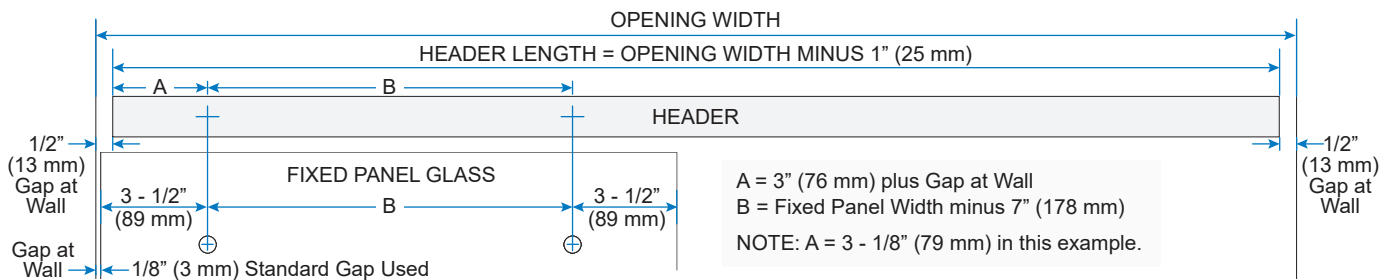 OPENING WIDTH
HEADER LENGTH = OPENING WIDTH MINUS 1” (25 mm)
A
B
HEADER
1/2”
(13 mm)
Gap at
Wall
1/2”
(13 mm)
Gap at
Wall
FIXED PANEL GLASS
3 - 1/2”
(89 mm)
B
3 - 1/2”
(89 mm)
A = 3” (76 mm) plus Gap at Wall
B = Fixed Panel Width minus 7” (178 mm)
NOTE: A = 3 - 1/8” (79 mm) in this example.
Gap at
Wall
1/8” (3 mm) Standard Gap Used